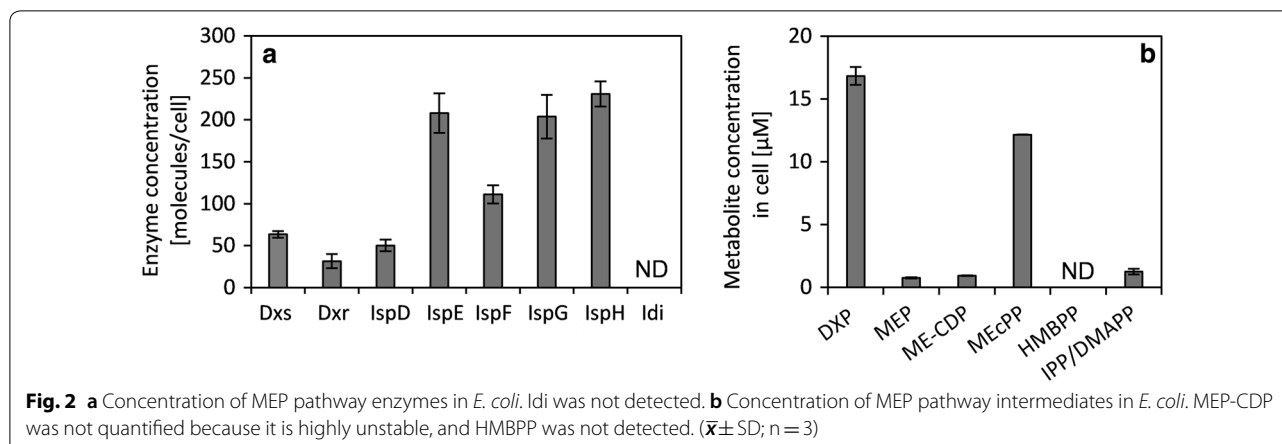 a
Enzyme concentration
[molecules/cell]
300
250
200
150
100
50
0
ND
Dxs Dxr IspD IspE IspF IspG IspH Idi
b
Metabolite concentration
in cell [µM]
20
15
10
5
0
ND
DXP MEP ME-CDP MEcPP HMBPP IPP/DMAPP
Fig. 2 a Concentration of MEP pathway enzymes in E. coli. Idi was not detected. b Concentration of MEP pathway intermediates in E. coli. MEP-CDP
was not quantified because it is highly unstable, and HMBPP was not detected. (x̄ ± SD; n = 3)